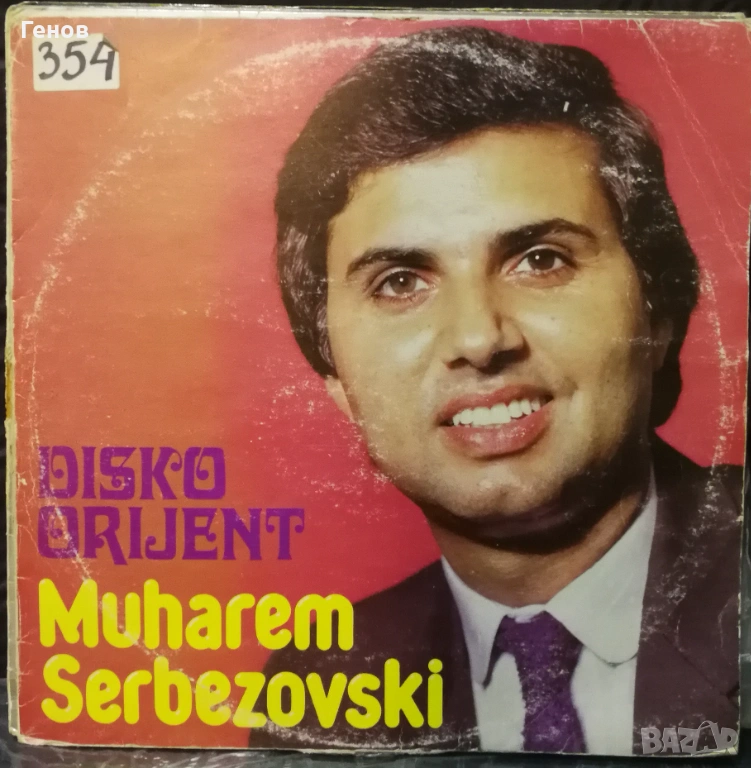 Генов
354
DISKO
ORIJENT
Muharem
Serbezovski
BAZAR